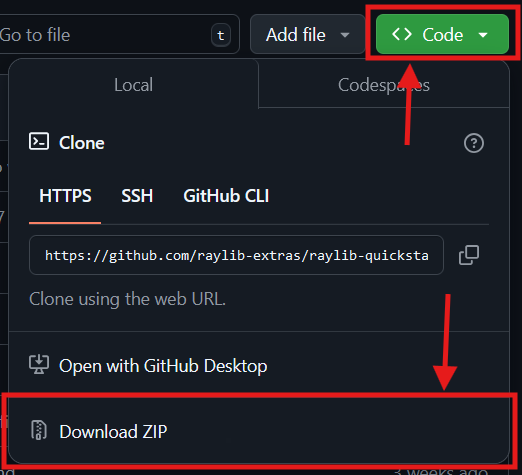 Go to file t Add file Code
Local Codespaces
Clone
HTTPS SSH GitHub CLI
https://github.com/raylib-extras/raylib-quicksta
Clone using the web URL.
Open with GitHub Desktop
Download ZIP
3 weeks ago